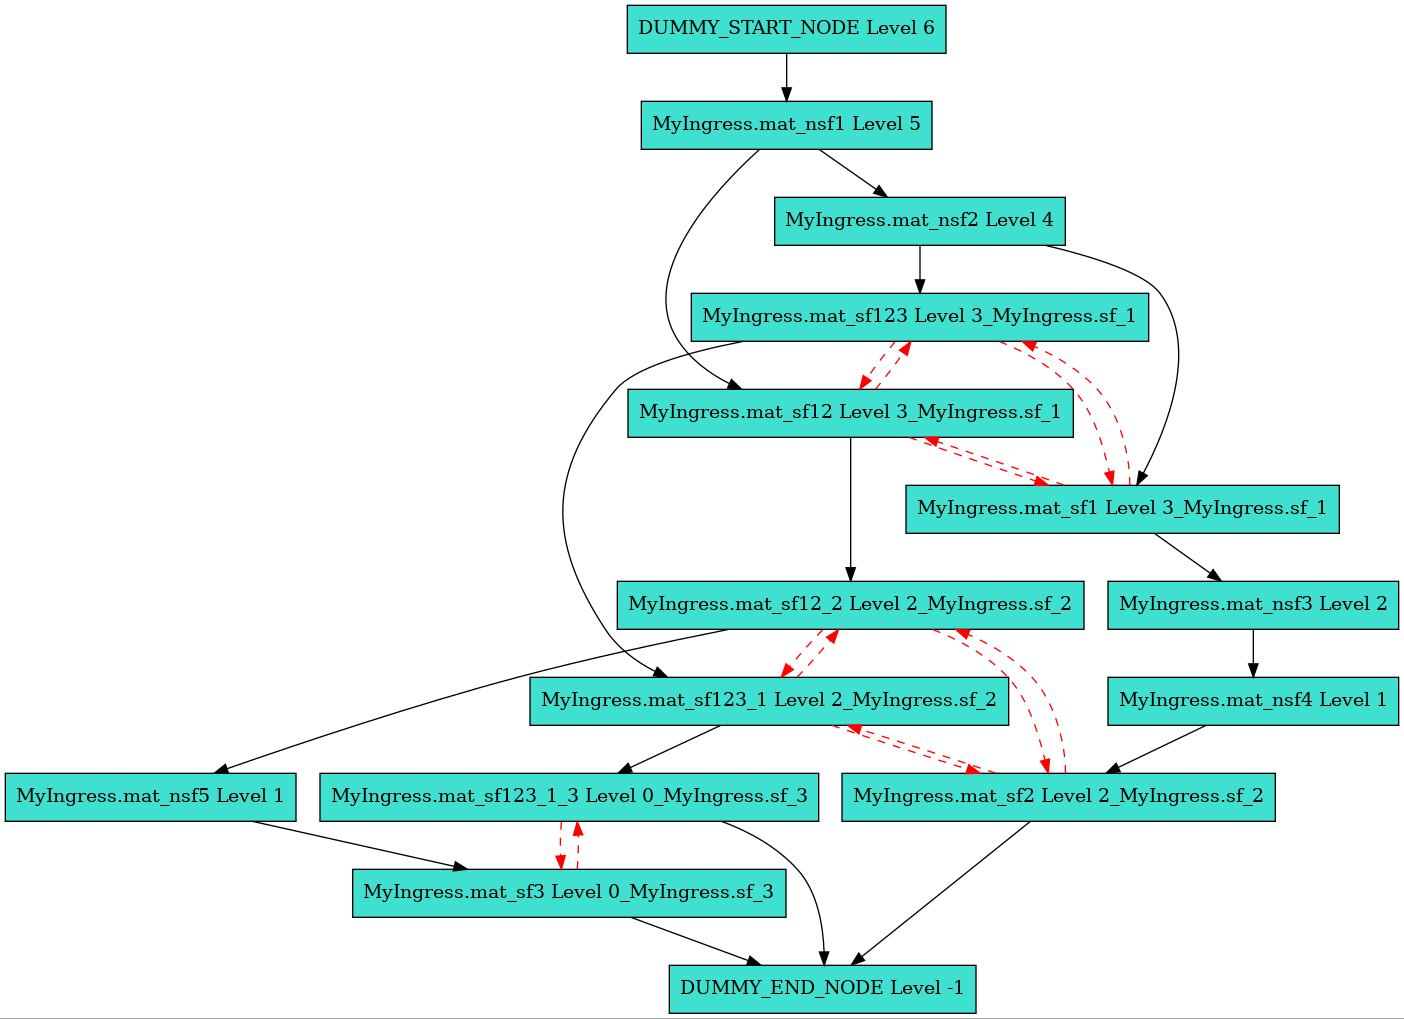 DUMMY_START_NODE Level 6
MyIngress.mat_nsf1 Level 5
MyIngress.mat_nsf2 Level 4
MyIngress.mat_sf123 Level 3_MyIngress.sf_1
MyIngress.mat_sf12 Level 3_MyIngress.sf_1
MyIngress.mat_sf1 Level 3_MyIngress.sf_1
MyIngress.mat_sf12_2 Level 2_MyIngress.sf_2
MyIngress.mat_nsf3 Level 2
MyIngress.mat_sf123_1 Level 2_MyIngress.sf_2
MyIngress.mat_nsf4 Level 1
MyIngress.mat_nsf5 Level 1
MyIngress.mat_sf123_1_3 Level 0_MyIngress.sf_3
MyIngress.mat_sf2 Level 2_MyIngress.sf_2
MyIngress.mat_sf3 Level 0_MyIngress.sf_3
DUMMY_END_NODE Level -1